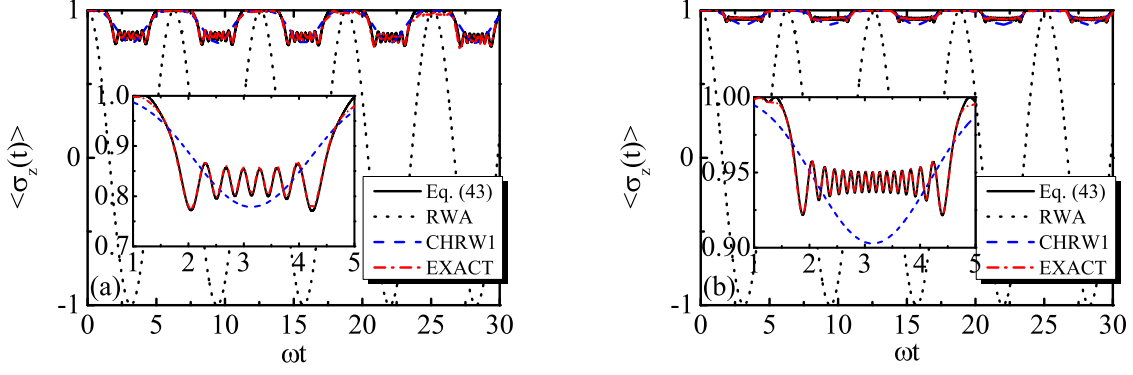 1
0
-1
<σz(t)>
0 5 10 15 20 25 30
ωt
(a)
1.0
0.9
0.8
0.7
1 2 3 4 5
Eq. (43)
RWA
CHRW1
EXACT
1
0
-1
<σz(t)>
0 5 10 15 20 25 30
ωt
(b)
1.00
0.95
0.90
1 2 3 4 5
Eq. (43)
RWA
CHRW1
EXACT